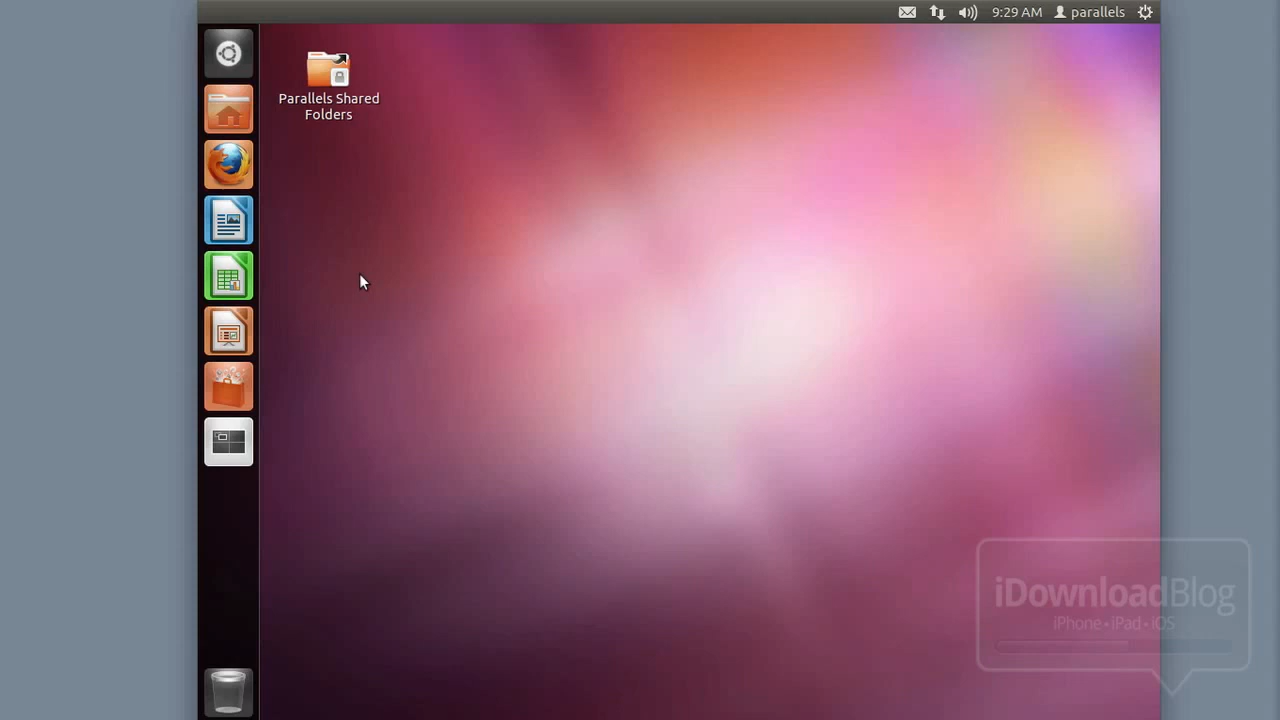 9:29 AM
parallels
Parallels Shared
Folders
iDownloadBlog
iPhone • iPad • iOS